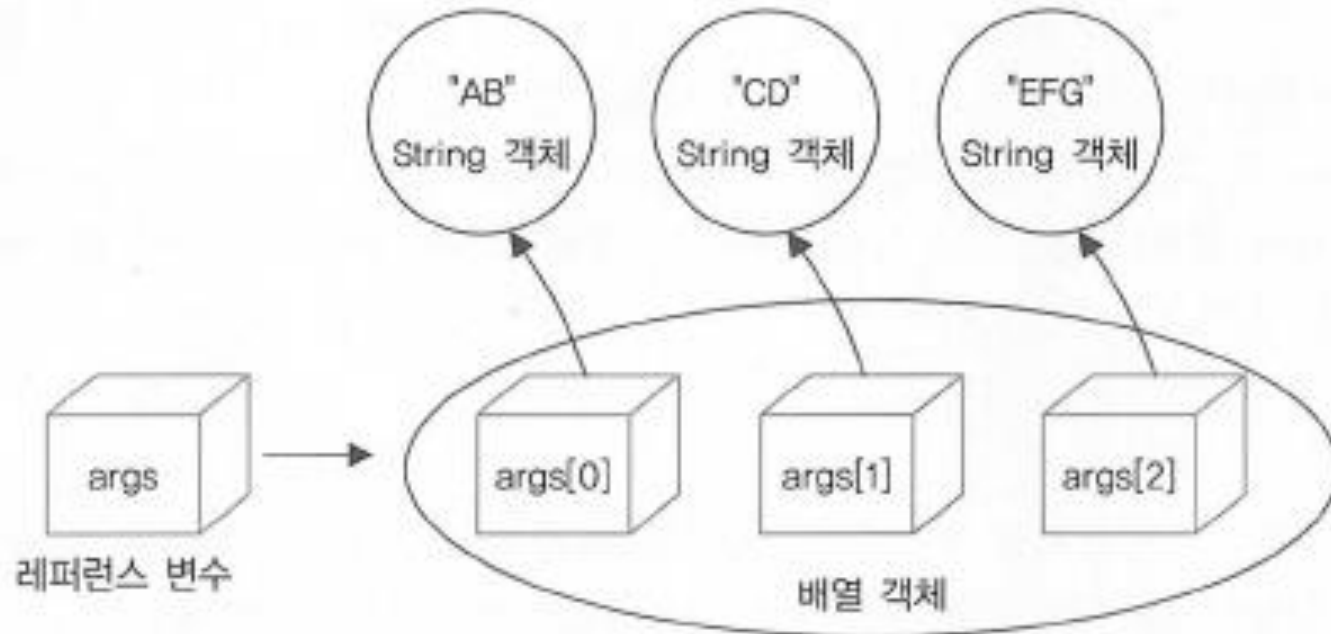 "AB"
String 객체
"CD"
String 객체
"EFG"
String 객체
args
args[0]
args[1]
args[2]
레퍼런스 변수
배열 객체